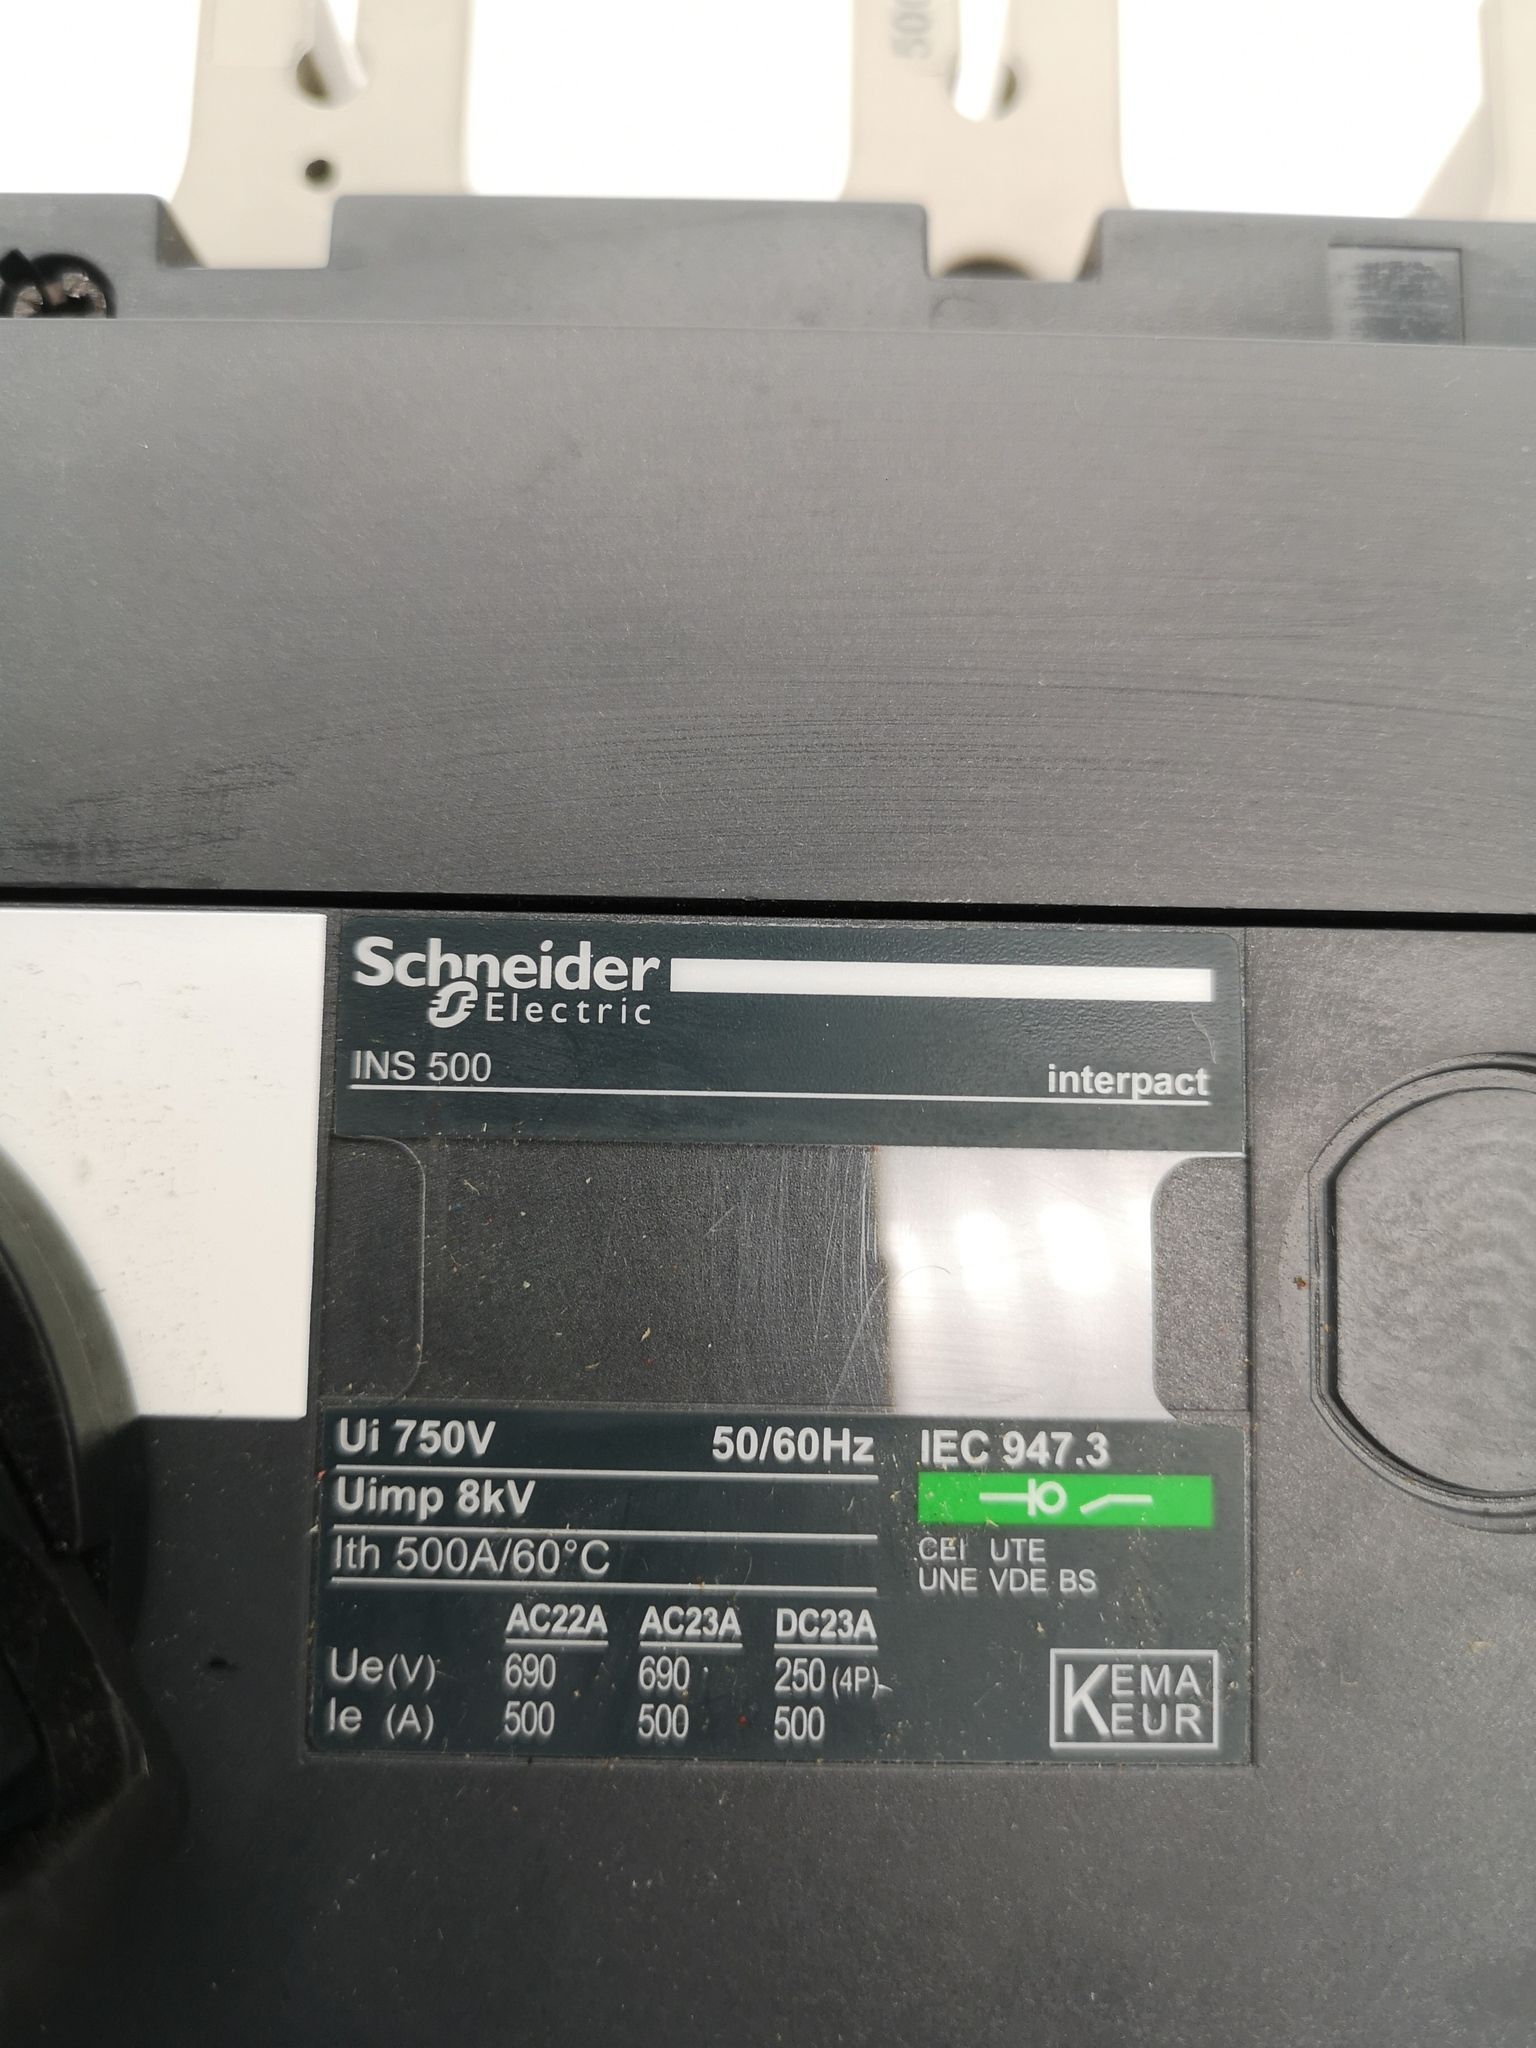 500
Schneider
Electric
INS 500
interpact
Ui 750V 50/60Hz
Uimp 8kV
Ith 500A/60°C
AC22A AC23A DC23A
Ue(V) 690 690 250 (4P)
Ie (A) 500 500 500
IEC 947.3
CEI UTE
UNE VDE BS
KEMA
KEUR